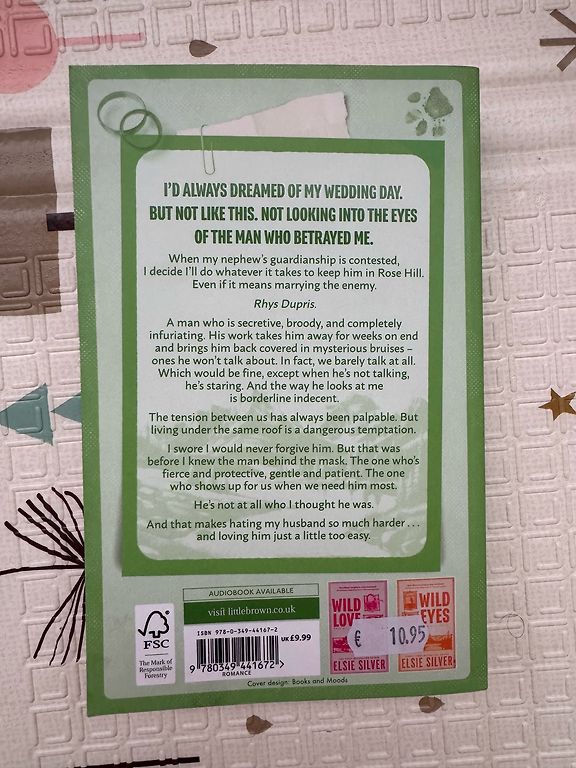 I'D ALWAYS DREAMED OF MY WEDDING DAY.
BUT NOT LIKE THIS. NOT LOOKING INTO THE EYES
OF THE MAN WHO BETRAYED ME.
When my nephew's guardianship is contested,
I decide I'll do whatever it takes to keep him in Rose Hill.
Even if it means marrying the enemy.
Rhys Dupris.
A man who is secretive, broody, and completely
infuriating. His work takes him away for weeks on end
and brings him back covered in mysterious bruises –
ones he won't talk about. In fact, we barely talk at all.
Which would be fine, except when he's not talking,
he's staring. And the way he looks at me
is borderline indecent.
The tension between us has always been palpable. But
living under the same roof is a dangerous temptation.
I swore I would never forgive him. But that was
before I knew the man behind the mask. The one who's
fierce and protective, gentle and patient. The one
who shows up for us when we need him most.
He's not at all who I thought he was.
And that makes hating my husband so much harder ...
and loving him just a little too easy.
AUDIOBOOK AVAILABLE
visit littlebrown.co.uk
FSC
The Mark of
Responsible
Forestry
ISBN 978-0-349-44167-2
UK £9.99
9 780349 441672 >
ROMANCE
WILD
LOVE
ELSIE SILVER
WILD
EYES
ELSIE SILVER
€ 10.95
Cover design: Books and Moods